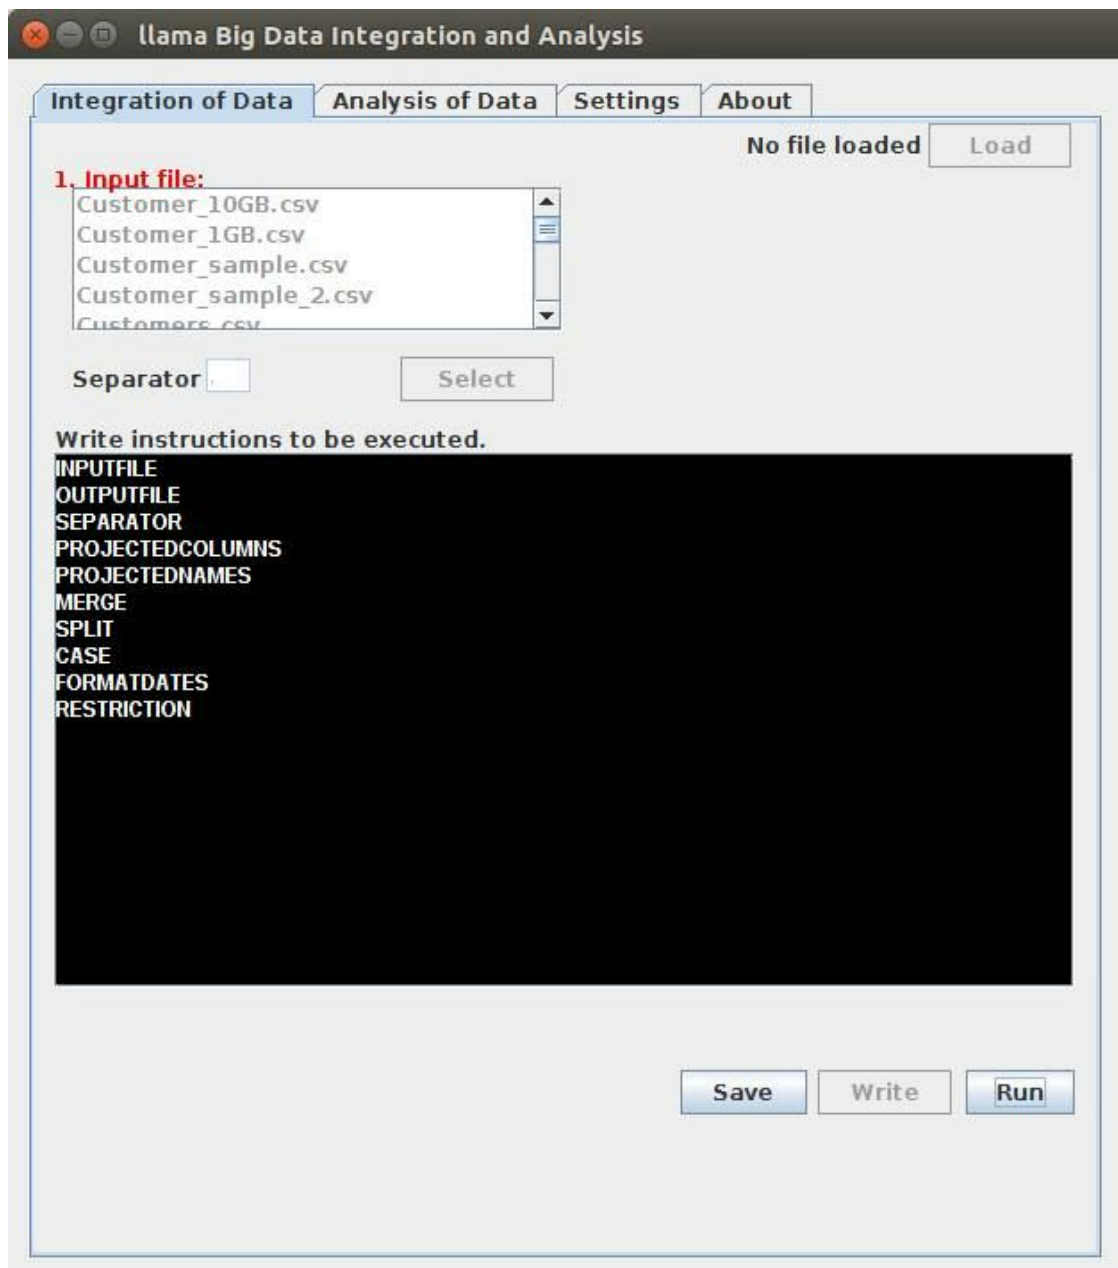 llama Big Data Integration and Analysis
Integration of Data Analysis of Data Settings About
No file loaded Load
1. Input file:
Customer_10GB.csv
Customer_1GB.csv
Customer_sample.csv
Customer_sample_2.csv
Customers.csv
Separator , Select
Write instructions to be executed.
INPUTFILE
OUTPUTFILE
SEPARATOR
PROJECTEDCOLUMNS
PROJECTEDNAMES
MERGE
SPLIT
CASE
FORMATDATES
RESTRICTION
Save Write Run